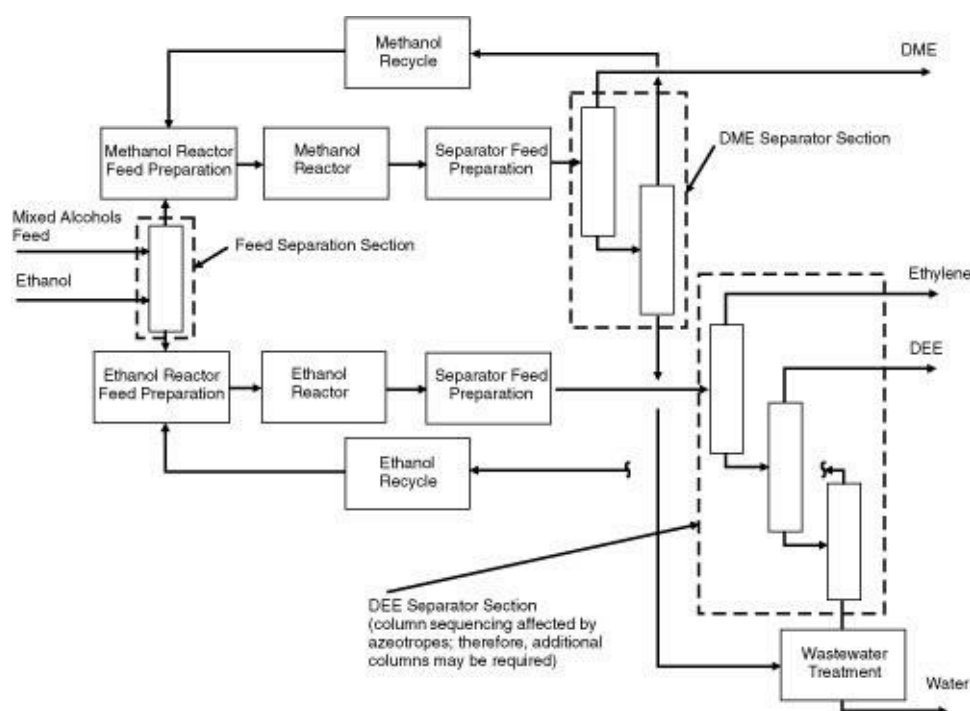 Methanol
Recycle
DME
Methanol Reactor
Feed Preparation
Methanol
Reactor
Separator Feed
Preparation
DME Separator Section
Mixed Alcohols
Feed
Feed Separation Section
Ethanol
Ethylene
Ethanol Reactor
Feed Preparation
Ethanol
Reactor
Separator Feed
Preparation
DEE
Ethanol
Recycle
DEE Separator Section
(column sequencing affected by
azeotropes; therefore, additional
columns may be required)
Wastewater
Treatment
Water